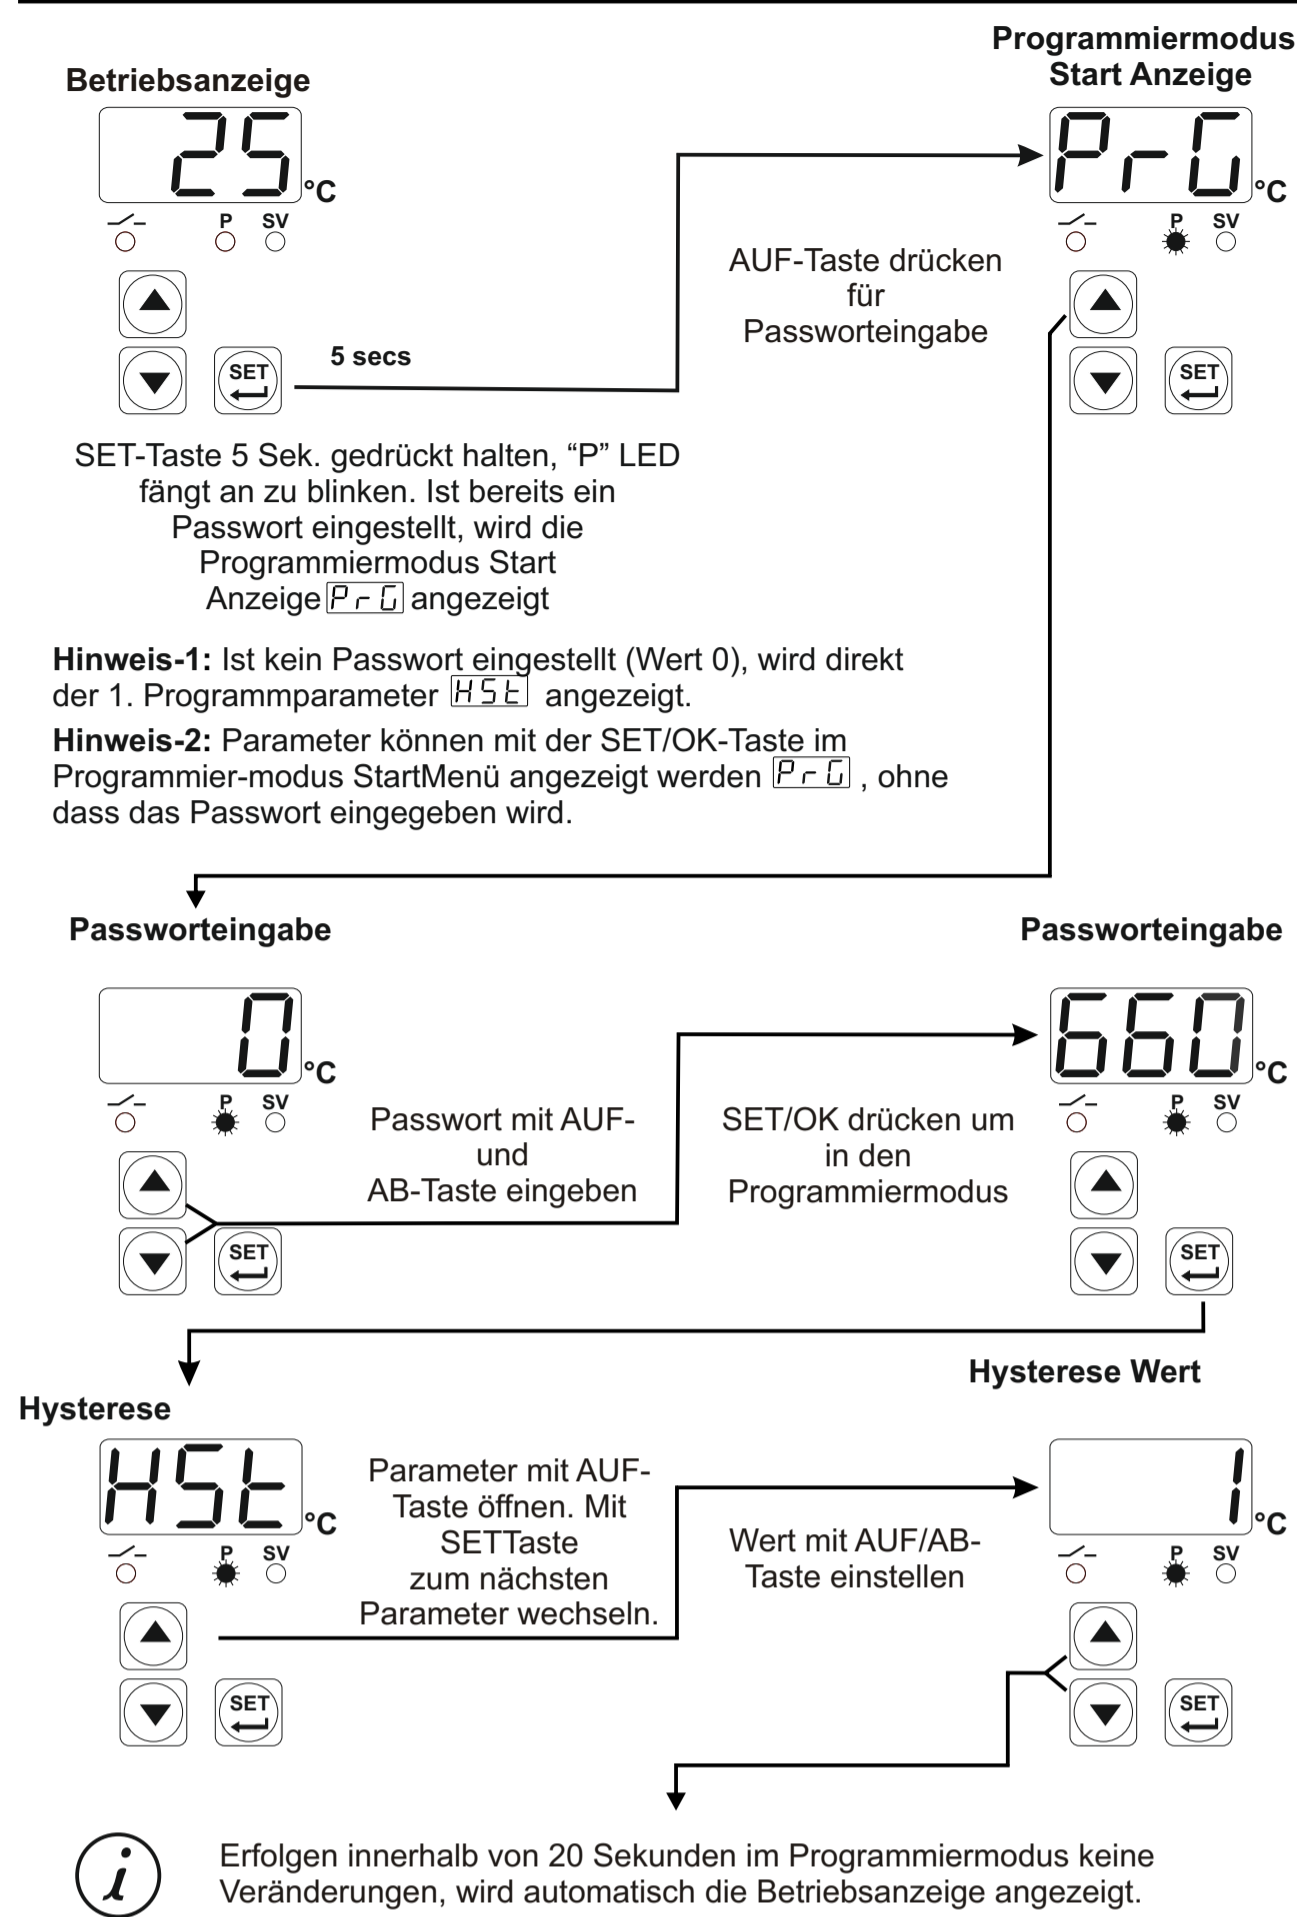 Programmiermodus
Start Anzeige
Betriebsanzeige
25
°C
P SV
SET
5 secs
PrG
°C
P SV
SET
AUF-Taste drücken
für
Passworteingabe
SET-Taste 5 Sek. gedrückt halten, “P” LED
fängt an zu blinken. Ist bereits ein
Passwort eingestellt, wird die
Programmiermodus Start
Anzeige PrG angezeigt
Hinweis-1: Ist kein Passwort eingestellt (Wert 0), wird direkt
der 1. Programmparameter HSt angezeigt.
Hinweis-2: Parameter können mit der SET/OK-Taste im
Programmier-modus StartMenü angezeigt werden PrG , ohne
dass das Passwort eingegeben wird.
Passworteingabe
0
°C
P SV
SET
Passwort mit AUF-
und
AB-Taste eingeben
Passworteingabe
660
°C
P SV
SET
SET/OK drücken um
in den
Programmiermodus
Hysterese
HSt
°C
P SV
SET
Parameter mit AUF-
Taste öffnen. Mit
SETTaste
zum nächsten
Parameter wechseln.
Hysterese Wert
1
°C
P SV
SET
Wert mit AUF/AB-
Taste einstellen
i
Erfolgen innerhalb von 20 Sekunden im Programmiermodus keine
Veränderungen, wird automatisch die Betriebsanzeige angezeigt.